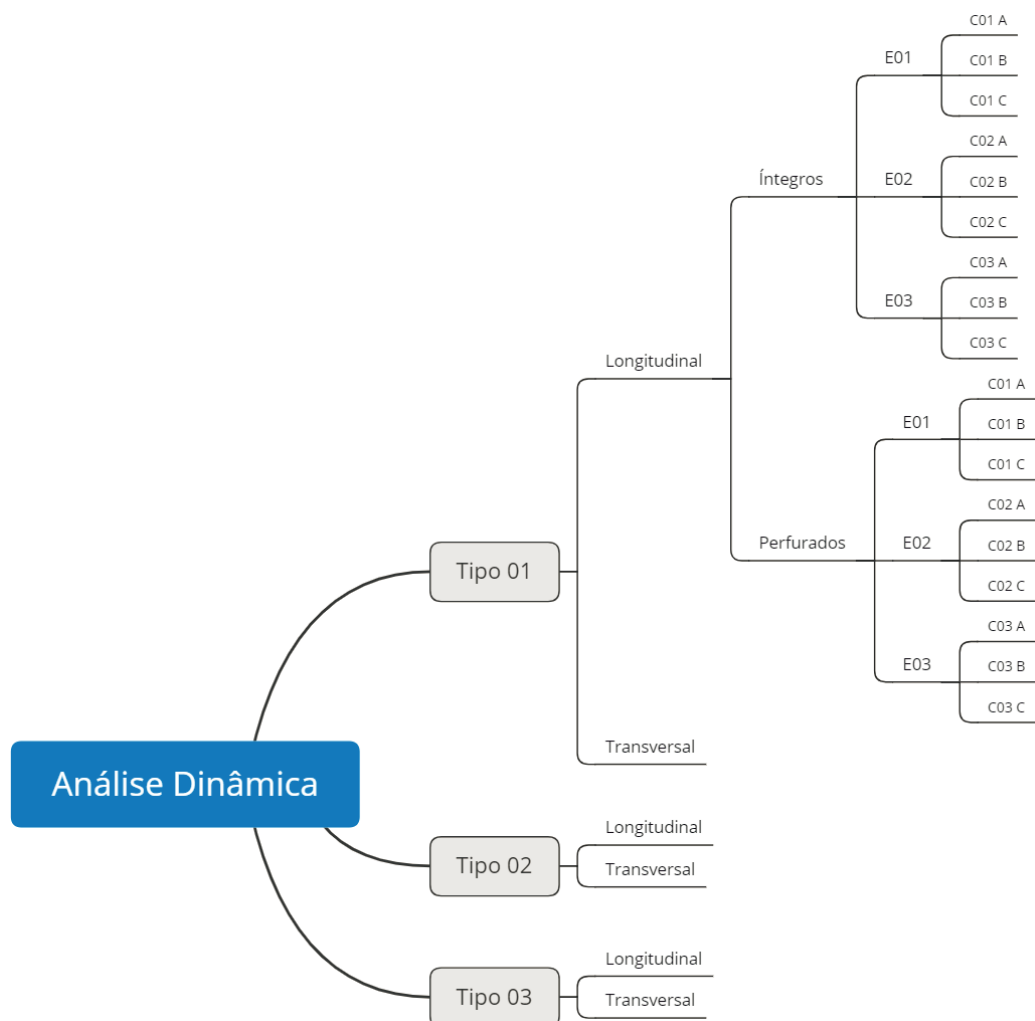 Análise Dinâmica
Tipo 01
Longitudinal
Íntegros
E01
C01 A
C01 B
C01 C
E02
C02 A
C02 B
C02 C
E03
C03 A
C03 B
C03 C
Perfurados
E01
C01 A
C01 B
C01 C
E02
C02 A
C02 B
C02 C
E03
C03 A
C03 B
C03 C
Transversal
Tipo 02
Longitudinal
Transversal
Tipo 03
Longitudinal
Transversal